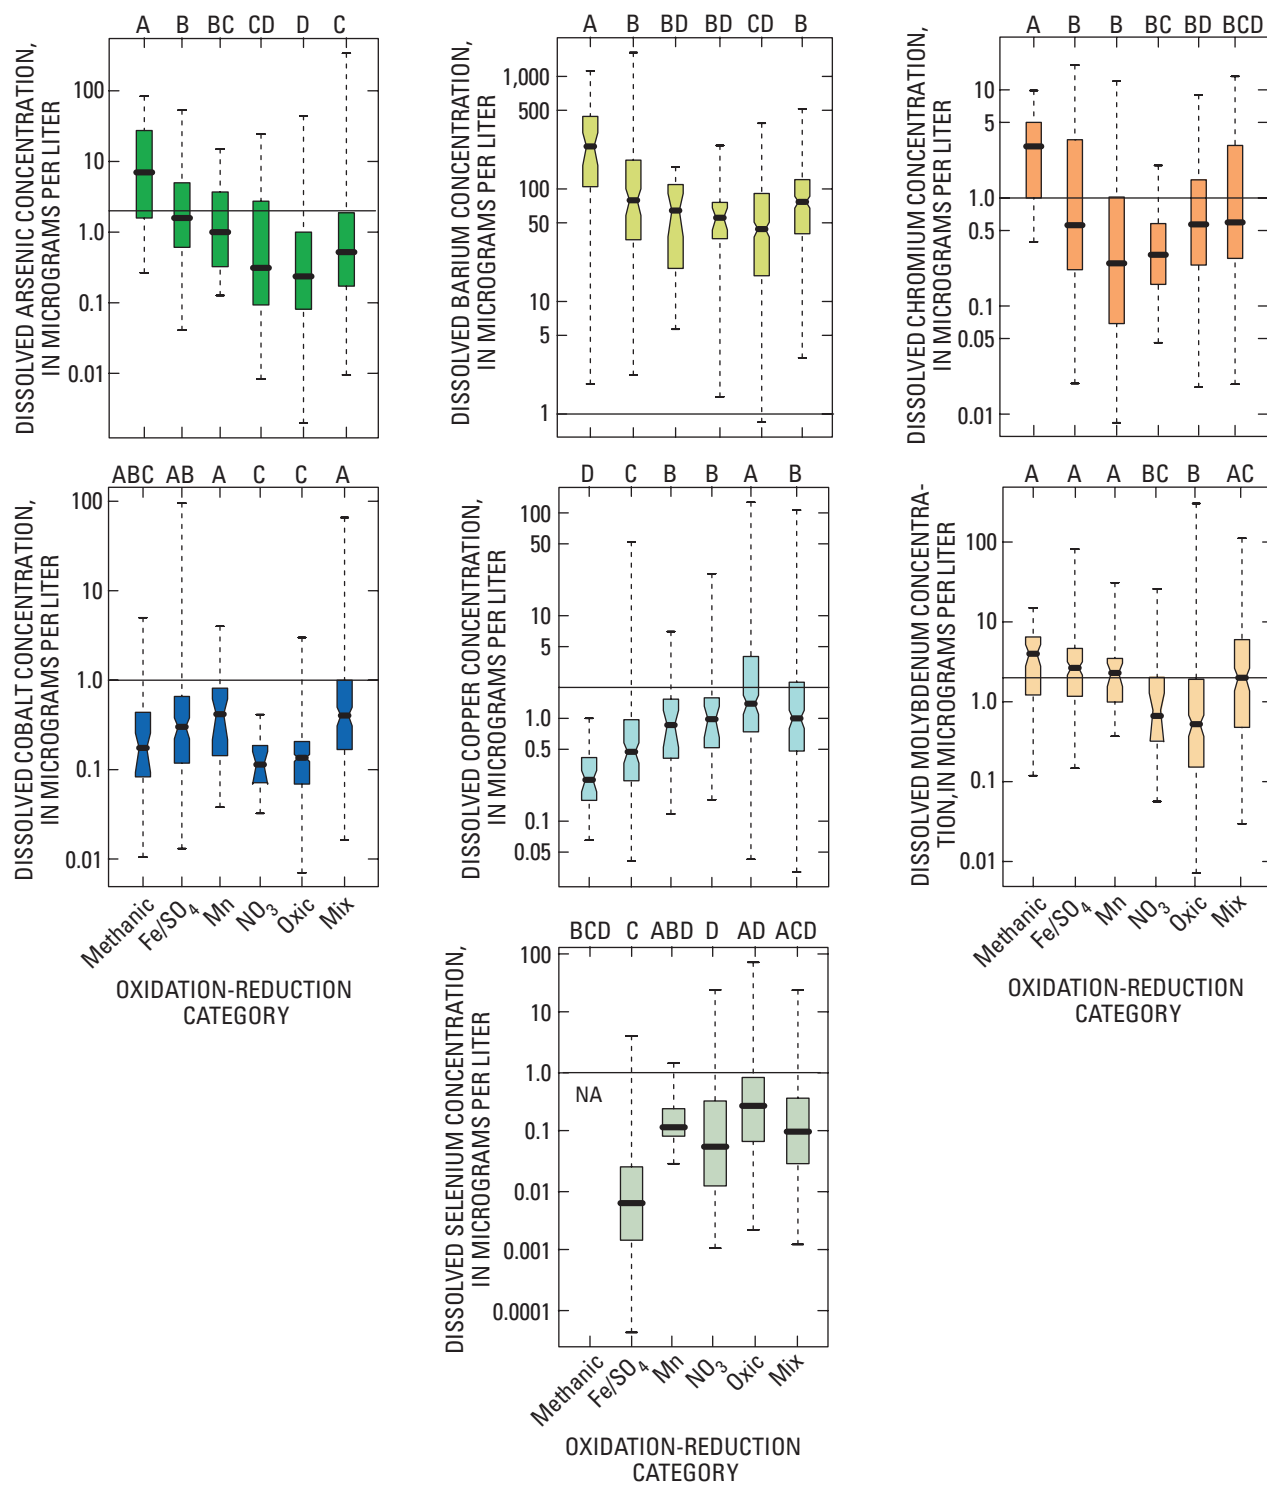 A B BC CD D C
DISSOLVED ARSENIC CONCENTRATION,
IN MICROGRAMS PER LITER
100
10
1.0
0.1
0.01
A B BD BD CD B
DISSOLVED BARIUM CONCENTRATION,
IN MICROGRAMS PER LITER
1,000
500
100
50
10
5
1
A B B BC BD BCD
DISSOLVED CHROMIUM CONCENTRATION,
IN MICROGRAMS PER LITER
10
5
1.0
0.5
0.1
0.05
0.01
ABC AB A C C A
DISSOLVED COBALT CONCENTRATION,
IN MICROGRAMS PER LITER
100
10
1.0
0.1
0.01
Methanic
Fe/SO4
Mn
NO3
Oxic
Mix
OXIDATION-REDUCTION
CATEGORY
D C B B A B
DISSOLVED COPPER CONCENTRATION,
IN MICROGRAMS PER LITER
100
50
10
5
1.0
0.5
0.1
0.05
A A A BC B AC
DISSOLVED MOLYBDENUM CONCENTRA-
TION, IN MICROGRAMS PER LITER
100
10
1.0
0.1
0.01
Methanic
Fe/SO4
Mn
NO3
Oxic
Mix
OXIDATION-REDUCTION
CATEGORY
BCD C ABD D AD ACD
DISSOLVED SELENIUM CONCENTRATION,
IN MICROGRAMS PER LITER
100
10
1.0
0.1
0.01
0.001
0.0001
NA
Methanic
Fe/SO4
Mn
NO3
Oxic
Mix
OXIDATION-REDUCTION
CATEGORY